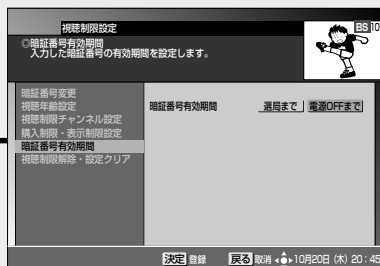 視聴制限設定
BS 10
◎暗証番号有効期間
入力した暗証番号の有効期間を設定します。
暗証番号変更
視聴年齢設定
視聴制限チャンネル設定
購入制限・表示制限設定
暗証番号有効期間
視聴制限解除・設定クリア
暗証番号有効期間 選局まで 電源OFFまで
決定 登録 戻る 取消 10月20日 (木) 20:45